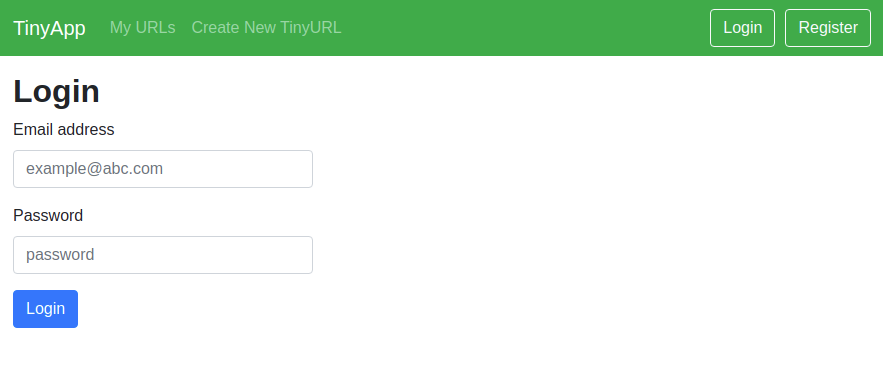 TinyApp My URLs Create New TinyURL Login Register
Login
Email address
example@abc.com
Password
password
Login